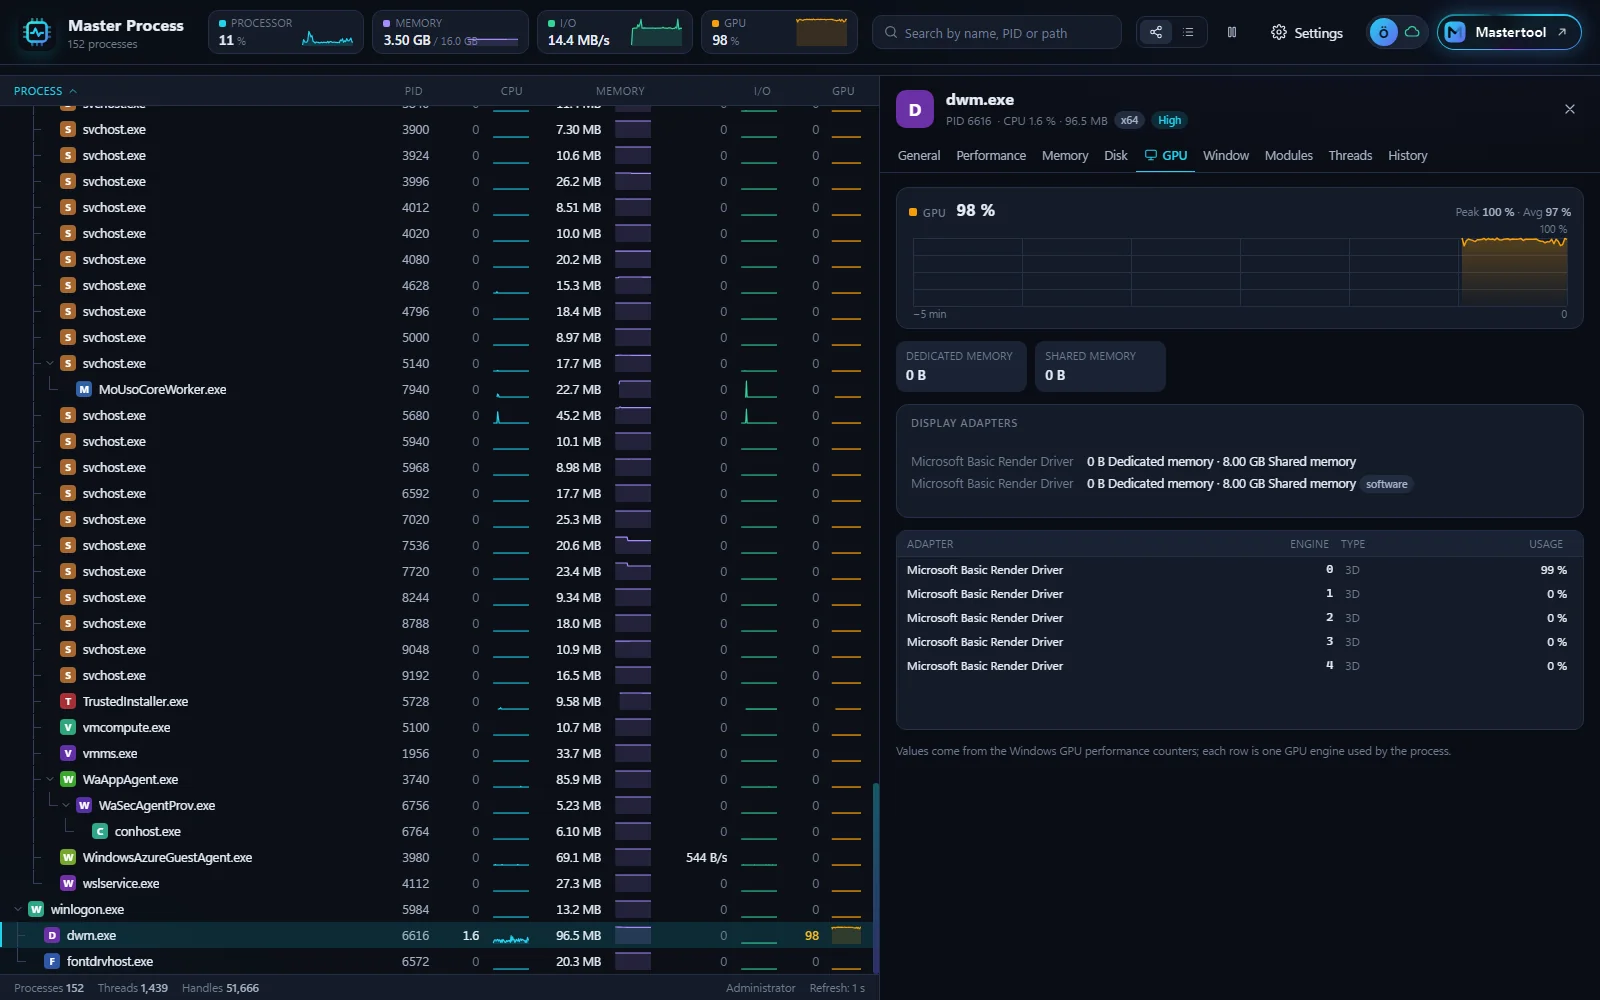 Master Process
152 processes
PROCESSOR
11 %
MEMORY
3.50 GB / 16.0 GB
I/O
14.4 MB/s
GPU
98 %
Search by name, PID or path
Settings
ö
Mastertool ↗
PROCESS PID CPU MEMORY I/O GPU
S svchost.exe 3900 0 7.30 MB 0 0
S svchost.exe 3924 0 10.6 MB 0 0
S svchost.exe 3996 0 26.2 MB 0 0
S svchost.exe 4012 0 8.51 MB 0 0
S svchost.exe 4020 0 10.0 MB 0 0
S svchost.exe 4080 0 20.2 MB 0 0
S svchost.exe 4628 0 15.3 MB 0 0
S svchost.exe 4796 0 18.4 MB 0 0
S svchost.exe 5000 0 8.97 MB 0 0
S svchost.exe 5140 0 17.7 MB 0 0
M MoUsoCoreWorker.exe 7940 0 22.7 MB 0 0
S svchost.exe 5680 0 45.2 MB 0 0
S svchost.exe 5940 0 10.1 MB 0 0
S svchost.exe 5968 0 8.98 MB 0 0
S svchost.exe 6592 0 17.7 MB 0 0
S svchost.exe 7020 0 25.3 MB 0 0
S svchost.exe 7536 0 20.6 MB 0 0
S svchost.exe 7720 0 23.4 MB 0 0
S svchost.exe 8244 0 9.34 MB 0 0
S svchost.exe 8788 0 18.0 MB 0 0
S svchost.exe 9048 0 10.9 MB 0 0
S svchost.exe 9192 0 16.5 MB 0 0
T TrustedInstaller.exe 5728 0 9.58 MB 0 0
V vmcompute.exe 5100 0 10.7 MB 0 0
V vmms.exe 1956 0 33.7 MB 0 0
W WaAppAgent.exe 3740 0 85.9 MB 0 0
W WaSecAgentProv.exe 6756 0 5.23 MB 0 0
C conhost.exe 6764 0 6.10 MB 0 0
W WindowsAzureGuestAgent.exe 3980 0 69.1 MB 544 B/s 0
W wslservice.exe 4112 0 27.3 MB 0 0
W winlogon.exe 5984 0 13.2 MB 0 0
D dwm.exe 6616 1.6 96.5 MB 0 98
F fontdrvhost.exe 6572 0 20.3 MB 0 0
Processes 152 Threads 1,439 Handles 51,666 Administrator Refresh: 1 s
D
dwm.exe
PID 6616 · CPU 1.6 % · 96.5 MB x64 High
General Performance Memory Disk GPU Window Modules Threads History
GPU 98 % Peak 100 % · Avg 97 %
100 %
−5 min 0
DEDICATED MEMORY
0 B
SHARED MEMORY
0 B
DISPLAY ADAPTERS
Microsoft Basic Render Driver 0 B Dedicated memory · 8.00 GB Shared memory
Microsoft Basic Render Driver 0 B Dedicated memory · 8.00 GB Shared memory software
ADAPTER ENGINE TYPE USAGE
Microsoft Basic Render Driver 0 3D 99 %
Microsoft Basic Render Driver 1 3D 0 %
Microsoft Basic Render Driver 2 3D 0 %
Microsoft Basic Render Driver 3 3D 0 %
Microsoft Basic Render Driver 4 3D 0 %
Values come from the Windows GPU performance counters; each row is one GPU engine used by the process.